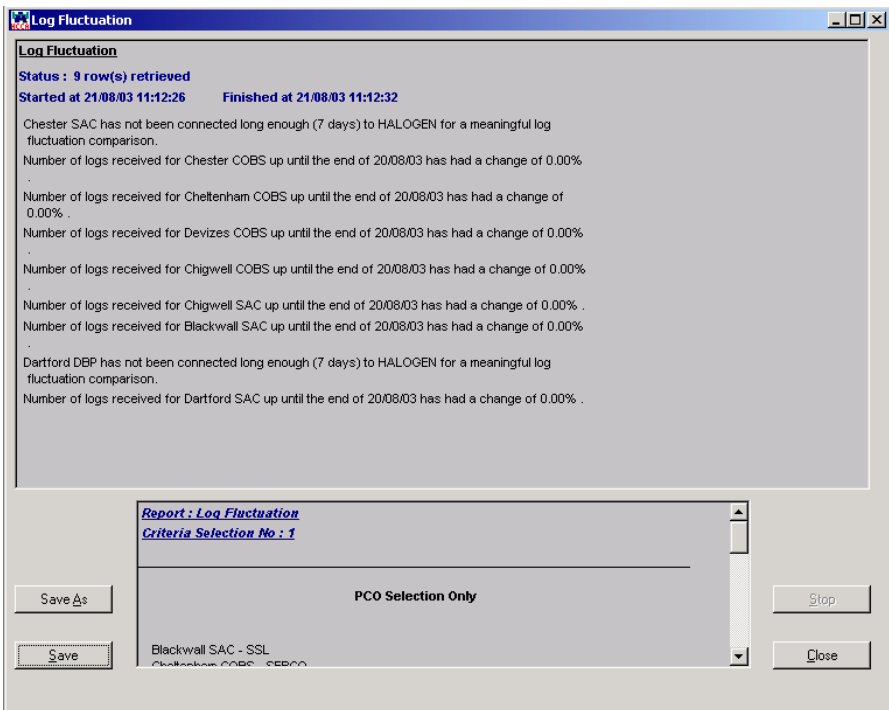 Log Fluctuation
Log Fluctuation
Status : 9 row(s) retrieved
Started at 21/08/03 11:12:26 Finished at 21/08/03 11:12:32
Chester SAC has not been connected long enough (7 days) to HALOGEN for a meaningful log
fluctuation comparison.
Number of logs received for Chester COBS up until the end of 20/08/03 has had a change of 0.00%
.
Number of logs received for Cheltenham COBS up until the end of 20/08/03 has had a change of
0.00% .
Number of logs received for Devizes COBS up until the end of 20/08/03 has had a change of 0.00%
.
Number of logs received for Chigwell COBS up until the end of 20/08/03 has had a change of 0.00%
.
Number of logs received for Chigwell SAC up until the end of 20/08/03 has had a change of 0.00% .
Number of logs received for Blackwall SAC up until the end of 20/08/03 has had a change of 0.00%
.
Dartford DBP has not been connected long enough (7 days) to HALOGEN for a meaningful log
fluctuation comparison.
Number of logs received for Dartford SAC up until the end of 20/08/03 has had a change of 0.00% .
Report : Log Fluctuation
Criteria Selection No : 1
PCO Selection Only
Save As
Stop
Blackwall SAC - SSL
Cheltenham COBS - SERCO
Save
Close